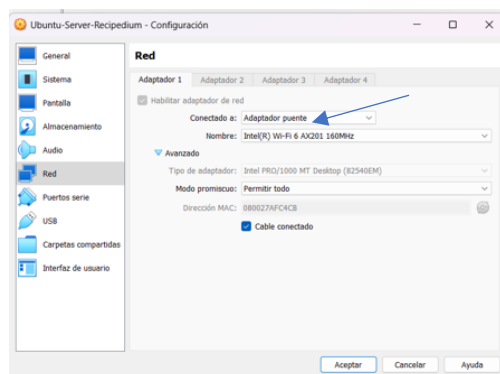 Ubuntu-Server-Recipedium - Configuración
General
Sistema
Pantalla
Almacenamiento
Audio
Red
Puertos serie
USB
Carpetas compartidas
Interfaz de usuario
Red
Adaptador 1 Adaptador 2 Adaptador 3 Adaptador 4
Habilitar adaptador de red
Conectado a: Adaptador puente
Nombre: Intel(R) Wi-Fi 6 AX201 160MHz
Avanzado
Tipo de adaptador: Intel PRO/1000 MT Desktop (82540EM)
Modo promiscuo: Permitir todo
Dirección MAC: 080027AFC4CB
Cable conectado
Aceptar Cancelar Ayuda